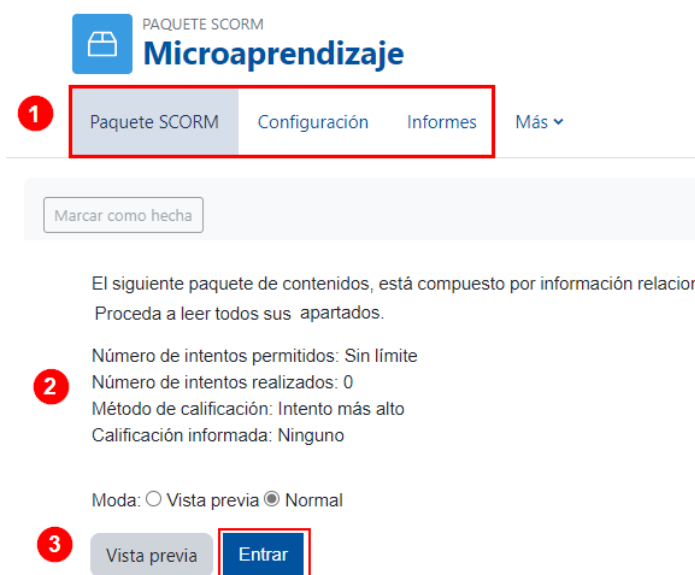 PAQUETE SCORM
Microaprendizaje
1
Paquete SCORM Configuración Informes Más
Marcar como hecha
El siguiente paquete de contenidos, está compuesto por información relacion
Proceda a leer todos sus apartados.
Número de intentos permitidos: Sin límite
2 Número de intentos realizados: 0
Método de calificación: Intento más alto
Calificación informada: Ninguno
Moda: Vista previa Normal
3 Vista previa Entrar